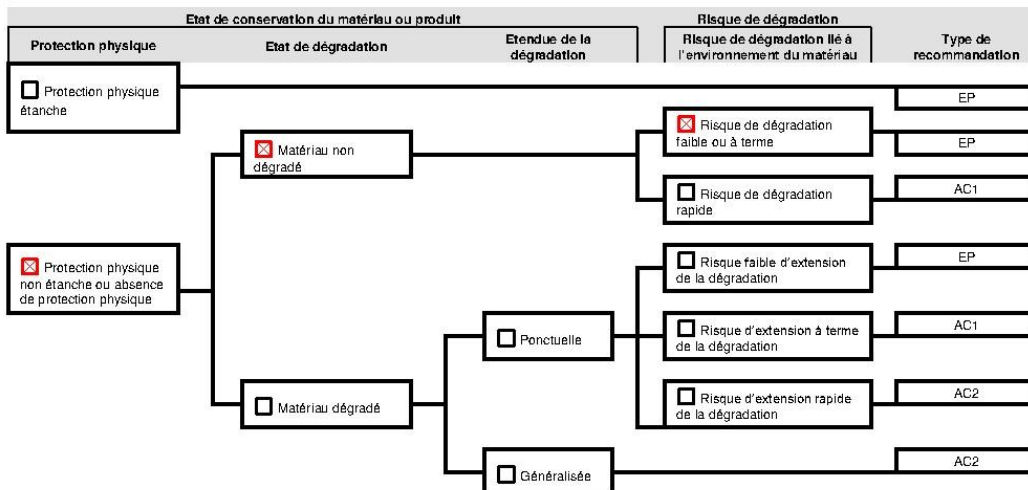 Etat de conservation du matériau ou produit
Risque de dégradation
Protection physique
Etat de dégradation
Etendue de la
dégradation
Risque de dégradation lié à
l'environnement du matériau
Type de
recommandation
Protection physique
étanche
EP
Matériau non
dégradé
Risque de dégradation
faible ou à terme
EP
Risque de dégradation
rapide
AC1
Protection physique
non étanche ou absence
de protection physique
Risque faible d'extension
de la dégradation
EP
Ponctuelle
Risque d'extension à terme
de la dégradation
AC1
Matériau dégradé
Risque d'extension rapide
de la dégradation
AC2
Généralisée
AC2